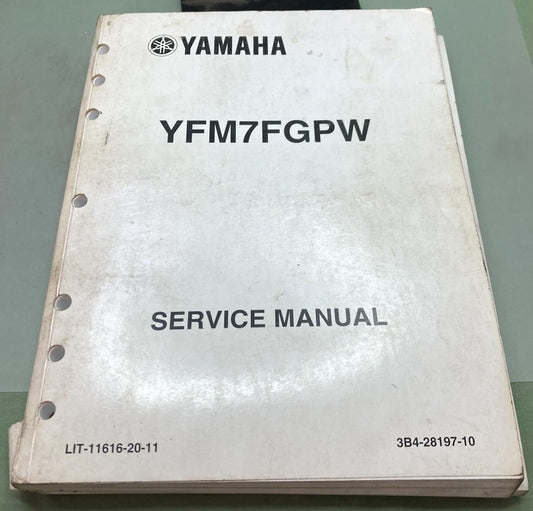 YAMAHA
YFM7FGPW
SERVICE MANUAL
LIT-11616-20-11
3B4-28197-10